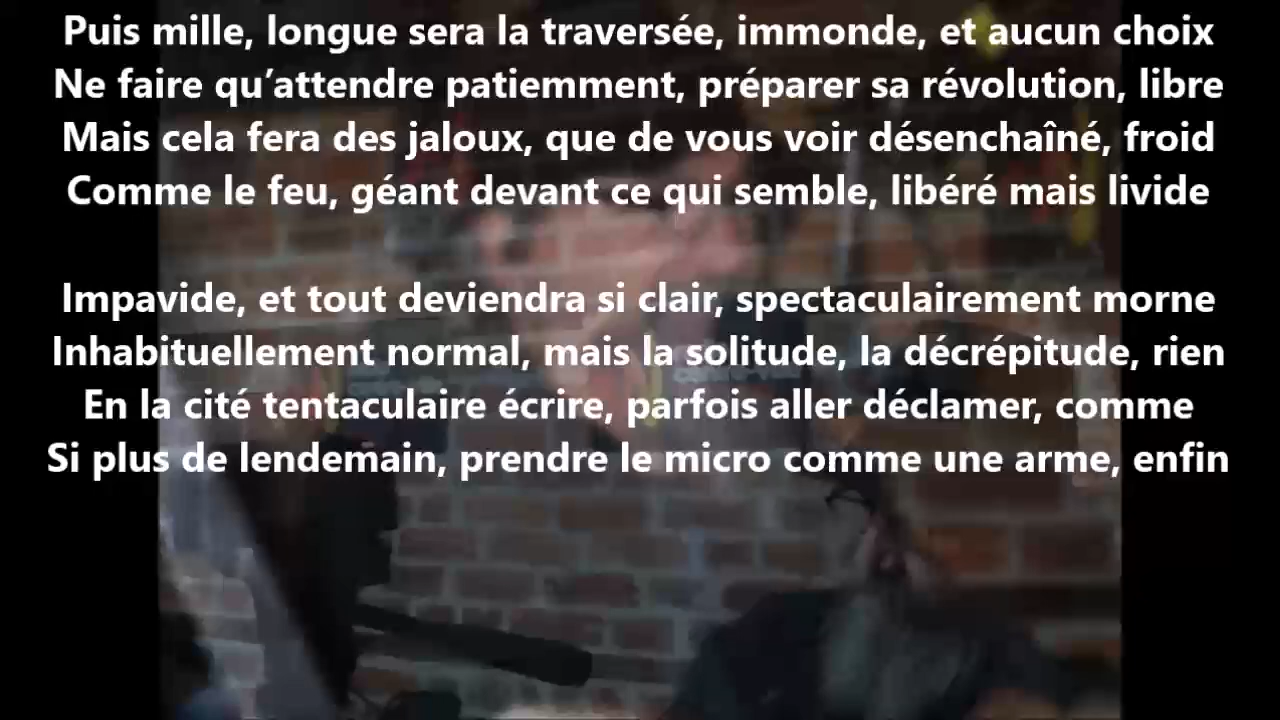 Puis mille, longue sera la traversée, immonde, et aucun choix
Ne faire qu’attendre patiemment, préparer sa révolution, libre
Mais cela fera des jaloux, que de vous voir désenchaîné, froid
Comme le feu, géant devant ce qui semble, libéré mais livide
Impavide, et tout deviendra si clair, spectaculairement morne
Inhabituellement normal, mais la solitude, la décrépitude, rien
En la cité tentaculaire écrire, parfois aller déclamer, comme
Si plus de lendemain, prendre le micro comme une arme, enfin